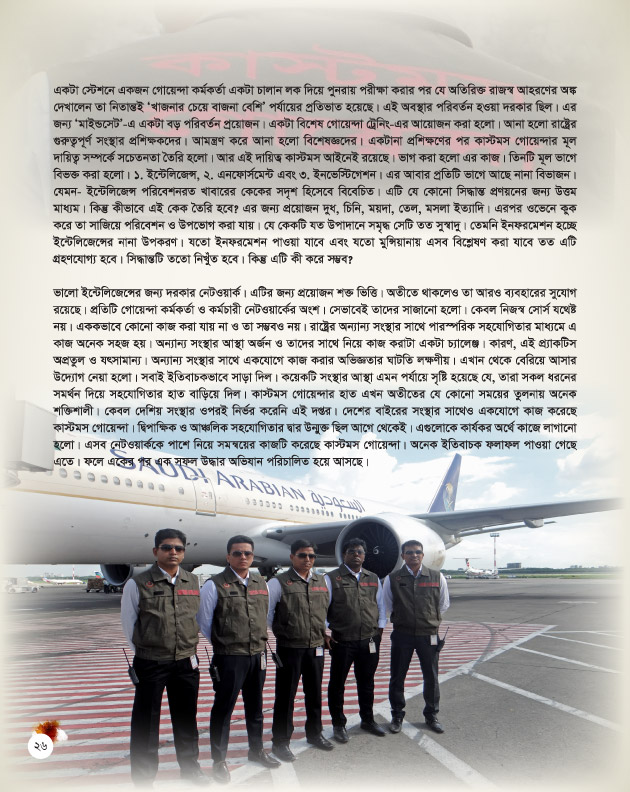 কাস্টমস
একটা স্টেশনে একজন গোয়েন্দা কর্মকর্তা একটা চালান লক দিয়ে পুনরায় পরীক্ষা করার পর যে অতিরিক্ত রাজস্ব আহরণের অঙ্ক
দেখালেন তা নিতান্তই ‘খাজনার চেয়ে বাজনা বেশি’ পর্যায়ের প্রতিভাত হয়েছে। এই অবস্থার পরিবর্তন হওয়া দরকার ছিল। এর
জন্য ‘মাইন্ডসেট’-এ একটা বড় পরিবর্তন প্রয়োজন। একটা বিশেষ গোয়েন্দা ট্রেনিং-এর আয়োজন করা হলো। আনা হলো রাষ্ট্রের
গুরুত্বপূর্ণ সংস্থার প্রশিক্ষকদের। আমন্ত্রণ করে আনা হলো বিশেষজ্ঞদের। একটানা প্রশিক্ষণের পর কাস্টমস গোয়েন্দার মূল
দায়িত্ব সম্পর্কে সচেতনতা তৈরি হলো। আর এই দায়িত্ব কাস্টমস আইনেই রয়েছে। ভাগ করা হলো এর কাজ। তিনটি মূল ভাগে
বিভক্ত করা হলো। ১. ইন্টেলিজেন্স, ২. এনফোর্সমেন্ট এবং ৩. ইনভেস্টিগেশন। এর আবার প্রতিটি ভাগে আছে নানা বিভাজন।
যেমন- ইন্টেলিজেন্স পরিবেশনরত খাবারের কেকের সদৃশ হিসেবে বিবেচিত। এটি যে কোনো সিদ্ধান্ত প্রণয়নের জন্য উত্তম
মাধ্যম। কিন্তু কীভাবে এই কেক তৈরি হবে? এর জন্য প্রয়োজন দুধ, চিনি, ময়দা, তেল, মসলা ইত্যাদি। এরপর ওভেনে কুক
করে তা সাজিয়ে পরিবেশন ও উপভোগ করা যায়। যে কেকটি যত উপাদানে সমৃদ্ধ সেটি তত সুস্বাদু। তেমনি ইনফরমেশন হচ্ছে
ইন্টেলিজেন্সের নানা উপকরণ। যতো ইনফরমেশন পাওয়া যাবে এবং যতো মুন্সিয়ানায় এসব বিশ্লেষণ করা যাবে তত এটি
গ্রহণযোগ্য হবে। সিদ্ধান্তটি ততো নিখুঁত হবে। কিন্তু এটি কী করে সম্ভব?
ভালো ইন্টেলিজেন্সের জন্য দরকার নেটওয়ার্ক। এটির জন্য প্রয়োজন শক্ত ভিত্তি। অতীতে থাকলেও তা আরও ব্যবহারের সুযোগ
রয়েছে। প্রতিটি গোয়েন্দা কর্মকর্তা ও কর্মচারী নেটওয়ার্কের অংশ। সেভাবেই তাদের সাজানো হলো। কেবল নিজস্ব সোর্স যথেষ্ট
নয়। এককভাবে কোনো কাজ করা যায় না ও তা সম্ভবও নয়। রাষ্ট্রের অন্যান্য সংস্থার সাথে পারস্পরিক সহযোগিতার মাধ্যমে এ
কাজ অনেক সহজ হয়। অন্যান্য সংস্থার আস্থা অর্জন ও তাদের সাথে নিয়ে কাজ করাটা একটা চ্যালেঞ্জ। কারণ, এই প্র্যাকটিস
অপ্রতুল ও যৎসামান্য। অন্যান্য সংস্থার সাথে একযোগে কাজ করার অভিজ্ঞতার ঘাটতি লক্ষণীয়। এখান থেকে বেরিয়ে আসার
উদ্যোগ নেয়া হলো। সবাই ইতিবাচকভাবে সাড়া দিল। কয়েকটি সংস্থার আস্থা এমন পর্যায়ে সৃষ্টি হয়েছে যে, তারা সকল ধরনের
সমর্থন দিয়ে সহযোগিতার হাত বাড়িয়ে দিল। কাস্টমস গোয়েন্দার হাত এখন অতীতের যে কোনো সময়ের তুলনায় অনেক
শক্তিশালী। কেবল দেশিয় সংস্থার ওপরই নির্ভর করেনি এই দপ্তর। দেশের বাইরের সংস্থার সাথেও একযোগে কাজ করেছে
কাস্টমস গোয়েন্দা। দ্বিপাক্ষিক ও আঞ্চলিক সহযোগিতার দ্বার উন্মুক্ত ছিল আগে থেকেই। এগুলোকে কার্যকর অর্থে কাজে লাগানো
হলো। এসব নেটওয়ার্ককে পাশে নিয়ে সমন্বয়ের কাজটি করেছে কাস্টমস গোয়েন্দা। অনেক ইতিবাচক ফলাফল পাওয়া গেছে
এতে। ফলে একের পর এক সফল উদ্ধার অভিযান পরিচালিত হয়ে আসছে।
SAUDI ARABIAN السعودية
২৬